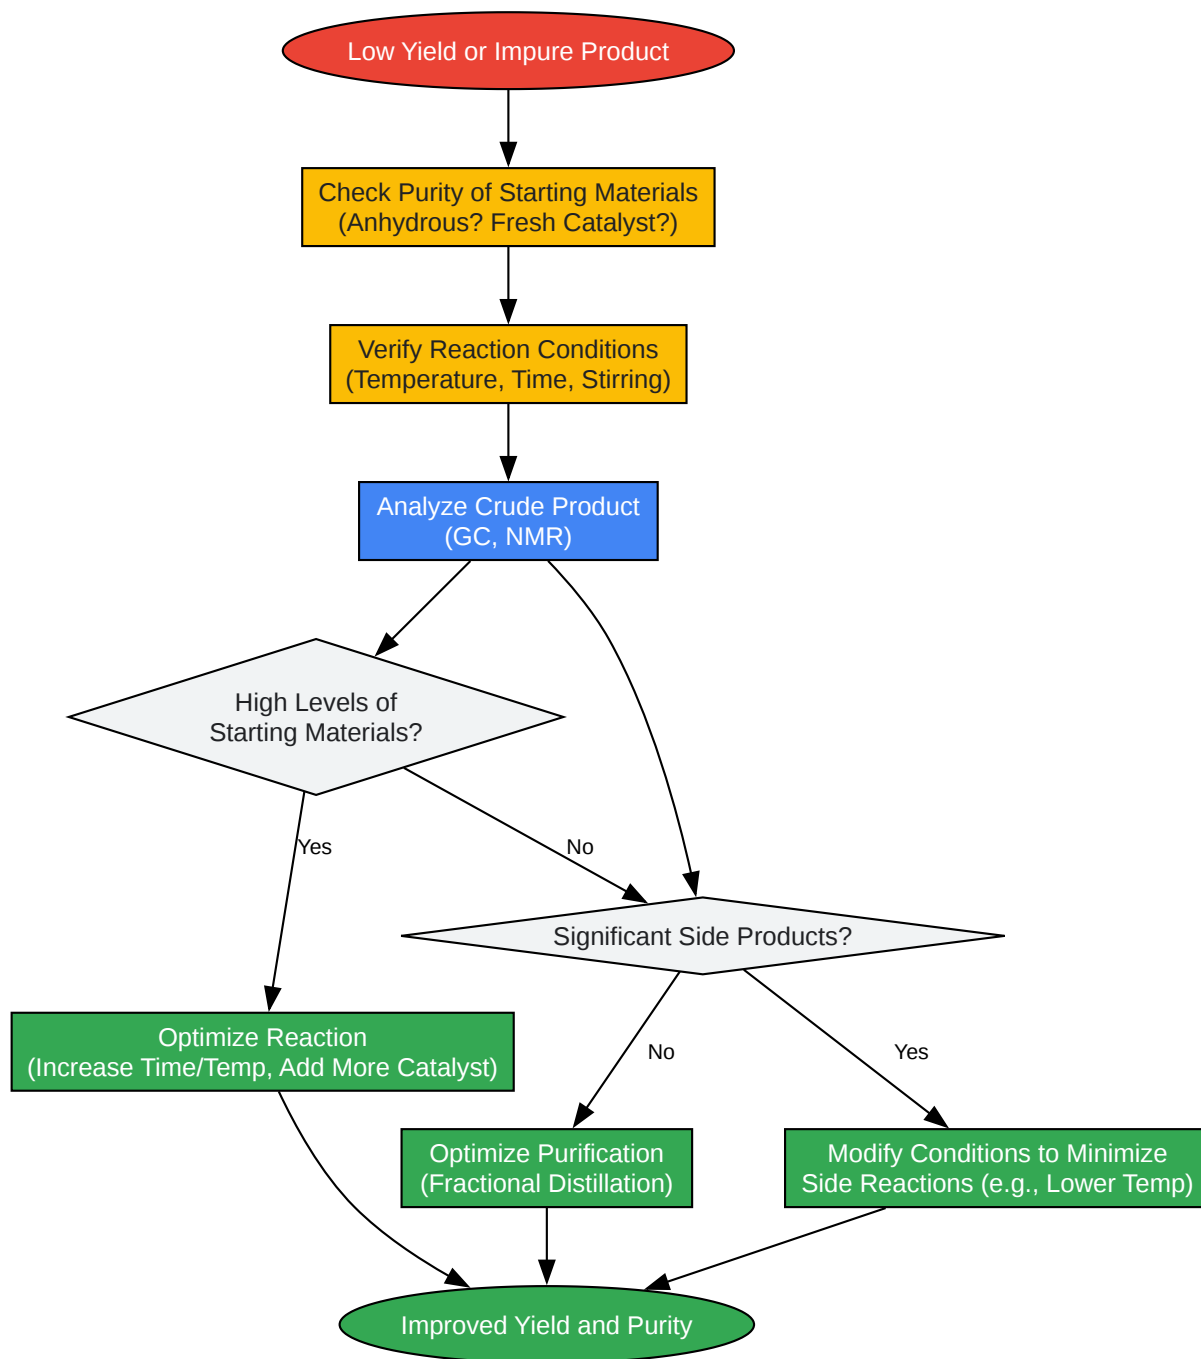 Low Yield or Impure Product
Check Purity of Starting Materials
(Anhydrous? Fresh Catalyst?)
Verify Reaction Conditions
(Temperature, Time, Stirring)
Analyze Crude Product
(GC, NMR)
High Levels of
Starting Materials?
Yes
No
Significant Side Products?
Optimize Reaction
(Increase Time/Temp, Add More Catalyst)
No
Yes
Optimize Purification
(Fractional Distillation)
Modify Conditions to Minimize
Side Reactions (e.g., Lower Temp)
Improved Yield and Purity